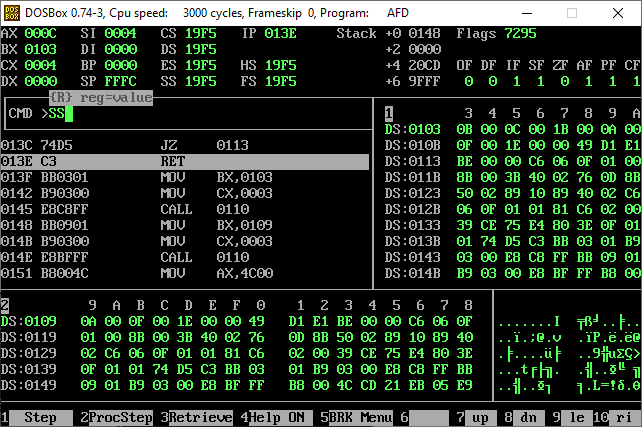 DOSBox 0.74-3, Cpu speed: 3000 cycles, Frameskip 0, Program: AFD
AX 000C SI 0004 CS 19F5 IP 013E Stack +0 0148 Flags 7295
BX 0103 DI 0000 DS 19F5 +2 0000
CX 0004 BP 0000 ES 19F5 HS 19F5 +4 20CD OF DF IF SF ZF AF PF CF
DX 0000 SP FFFC SS 19F5 FS 19F5 +6 9FFF 0 0 1 1 0 1 1 1
{R} reg=value
CMD >SS
1 3 4 5 6 7 8 9 A
DS:0103 0B 00 0C 00 1B 00 0A 00
DS:010B 0F 00 1E 00 00 49 D1 E1
DS:0113 BE 00 00 C6 06 0F 01 00
DS:011B 8B 00 3B 40 02 76 0D 8B
DS:0123 50 02 89 10 89 40 02 C6
DS:012B 06 0F 01 01 81 C6 02 00
DS:0133 39 CE 75 E4 80 3E 0F 01
DS:013B 01 74 D5 C3 BB 03 01 B9
DS:0143 03 00 E8 C8 FF BB 09 01
DS:014B B9 03 00 E8 BF FF B8 00
013C 74D5 JZ 0113
013E C3 RET
013F BB0301 MOV BX,0103
0142 B90300 MOV CX,0003
0145 E8C8FF CALL 0110
0148 BB0901 MOV BX,0109
014B B90300 MOV CX,0003
014E E8BFFF CALL 0110
0151 B8004C MOV AX,4C00
2 9 A B C D E F 0 1 2 3 4 5 6 7 8
DS:0109 0A 00 0F 00 1E 00 00 49 D1 E1 BE 00 00 C6 06 0F .......I ╤ß╛..╞..
DS:0119 01 00 8B 00 3B 40 02 76 0D 8B 50 02 89 10 89 40 ..ï.;@.v .ïP.ë.ë@
DS:0129 02 C6 06 0F 01 01 81 C6 02 00 39 CE 75 E4 80 3E .╞....ü╞ ..9╬uΣÇ>
DS:0139 0F 01 01 74 D5 C3 BB 03 01 B9 03 00 E8 C8 FF BB ...t╒├╗. .╣..Φ╚ ╗
DS:0149 09 01 B9 03 00 E8 BF FF B8 00 4C CD 21 EB 05 E9 ..╣..Φ┐ ╕.L═!δ.Θ
1 Step 2 ProcStep 3 Retrieve 4 Help ON 5 BRK Menu 6 7 up 8 dn 9 le 10 ri